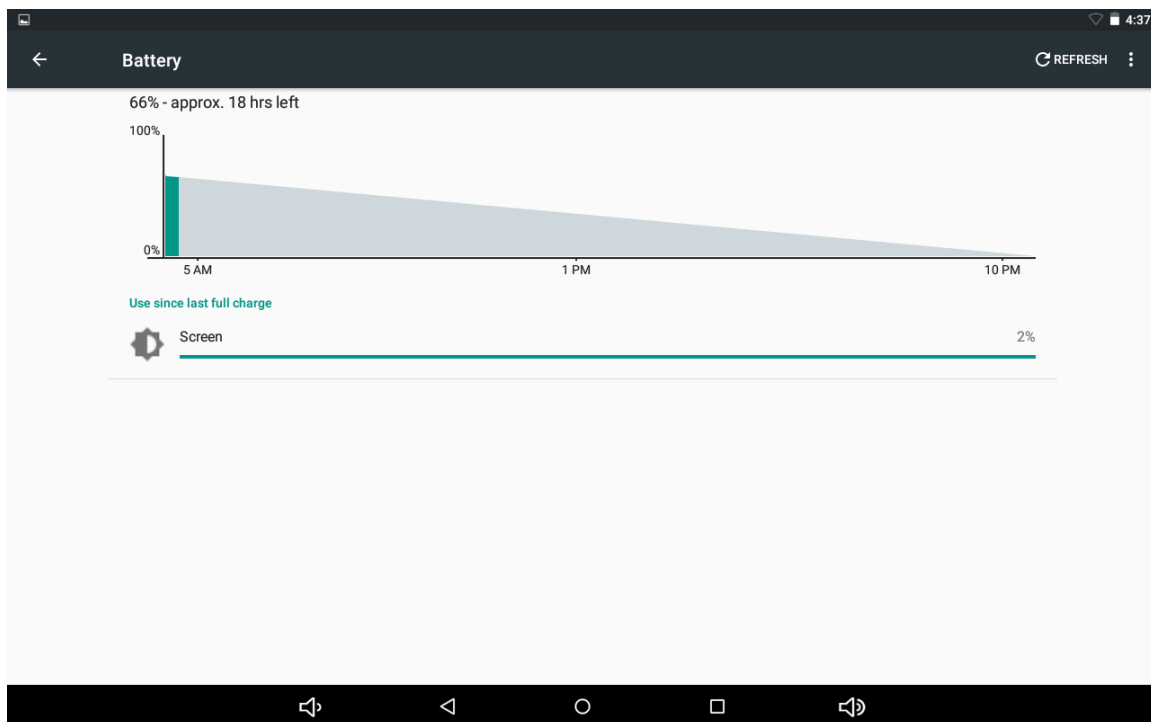 4:37
Battery
REFRESH
66% - approx. 18 hrs left
100%
0%
5 AM 1 PM 10 PM
Use since last full charge
Screen 2%